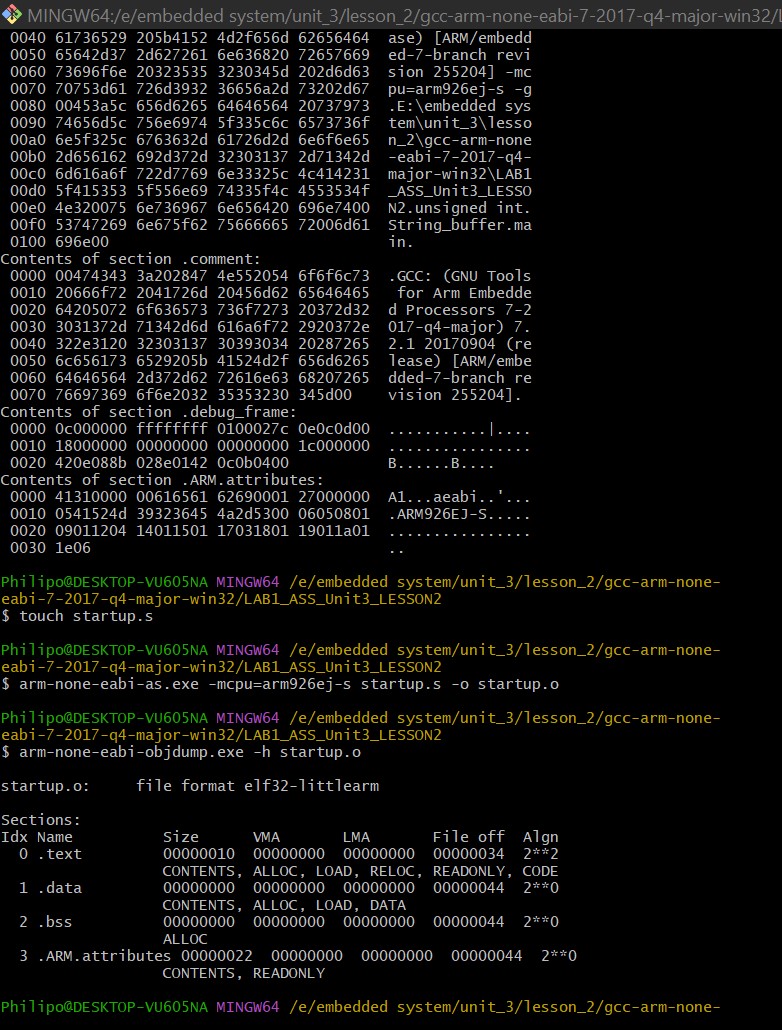 MINGW64:/e/embedded system/unit_3/lesson_2/gcc-arm-none-eabi-7-2017-q4-major-win32/L
0040 61736529 205b4152 4d2f656d 62656464  ase) [ARM/embedd
0050 65642d37 2d627261 6e636820 72657669  ed-7-branch revi
0060 73696f6e 20323535 3230345d 202d6d63  sion 255204] -mc
0070 70753d61 726d3932 36656a2d 73202d67  pu=arm926ej-s -g
0080 00453a5c 656d6265 64646564 20737973  .E:\embedded sys
0090 74656d5c 756e6974 5f335c6c 6573736f  tem\unit_3\lesso
00a0 6e5f325c 6763632d 61726d2d 6e6f6e65  n_2\gcc-arm-none
00b0 2d656162 692d372d 32303137 2d71342d  -eabi-7-2017-q4-
00c0 6d616a6f 722d7769 6e33325c 4c414231  major-win32\LAB1
00d0 5f415353 5f556e69 74335f4c 4553534f  _ASS_Unit3_LESSO
00e0 4e320075 6e736967 6e656420 696e7400  N2.unsigned int.
00f0 53747269 6e675f62 75666665 72006d61  String_buffer.ma
0100 696e00                               in.
Contents of section .comment:
0000 00474343 3a202847 4e552054 6f6f6c73  .GCC: (GNU Tools
0010 20666f72 2041726d 20456d62 65646465   for Arm Embedde
0020 64205072 6f636573 736f7273 20372d32  d Processors 7-2
0030 3031372d 71342d6d 616a6f72 2920372e  017-q4-major) 7.
0040 322e3120 32303137 30393034 20287265  2.1 20170904 (re
0050 6c656173 6529205b 41524d2f 656d6265  lease) [ARM/embe
0060 64646564 2d372d62 72616e63 68207265  dded-7-branch re
0070 76697369 6f6e2032 35353230 345d00    vision 255204].
Contents of section .debug_frame:
0000 0c000000 ffffffff 0100027c 0e0c0d00  ...........|....
0010 18000000 00000000 00000000 1c000000  ................
0020 420e088b 028e0142 0c0b0400           B......B....
Contents of section .ARM.attributes:
0000 41310000 00616561 62690001 27000000  A1...aeabi..'...
0010 0541524d 39323645 4a2d5300 06050801  .ARM926EJ-S.....
0020 09011204 14011501 17031801 19011a01  ................
0030 1e06                                 ..
Philipo@DESKTOP-VU605NA MINGW64 /e/embedded system/unit_3/lesson_2/gcc-arm-none-
eabi-7-2017-q4-major-win32/LAB1_ASS_Unit3_LESSON2
$ touch startup.s
Philipo@DESKTOP-VU605NA MINGW64 /e/embedded system/unit_3/lesson_2/gcc-arm-none-
eabi-7-2017-q4-major-win32/LAB1_ASS_Unit3_LESSON2
$ arm-none-eabi-as.exe -mcpu=arm926ej-s startup.s -o startup.o
Philipo@DESKTOP-VU605NA MINGW64 /e/embedded system/unit_3/lesson_2/gcc-arm-none-
eabi-7-2017-q4-major-win32/LAB1_ASS_Unit3_LESSON2
$ arm-none-eabi-objdump.exe -h startup.o
startup.o:     file format elf32-littlearm
Sections:
Idx Name          Size      VMA       LMA       File off  Algn
0 .text         00000010  00000000  00000000  00000034  2**2
CONTENTS, ALLOC, LOAD, RELOC, READONLY, CODE
1 .data         00000000  00000000  00000000  00000044  2**0
CONTENTS, ALLOC, LOAD, DATA
2 .bss          00000000  00000000  00000000  00000044  2**0
ALLOC
3 .ARM.attributes 00000022  00000000  00000000  00000044  2**0
CONTENTS, READONLY
Philipo@DESKTOP-VU605NA MINGW64 /e/embedded system/unit_3/lesson_2/gcc-arm-none-